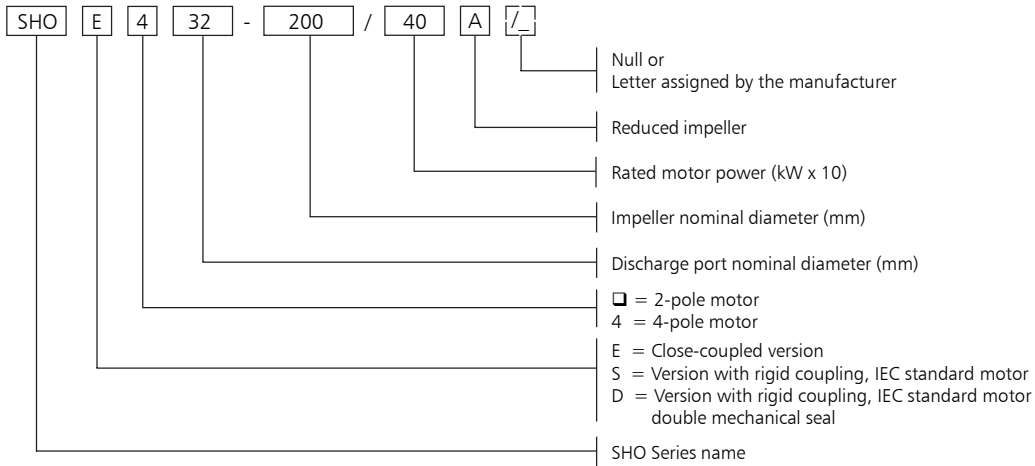 SHO E 4 32 - 200 / 40 A /_
Null or
Letter assigned by the manufacturer
Reduced impeller
Rated motor power (kW x 10)
Impeller nominal diameter (mm)
Discharge port nominal diameter (mm)
❑ = 2-pole motor
4 = 4-pole motor
E = Close-coupled version
S = Version with rigid coupling, IEC standard motor
D = Version with rigid coupling, IEC standard motor
double mechanical seal
SHO Series name